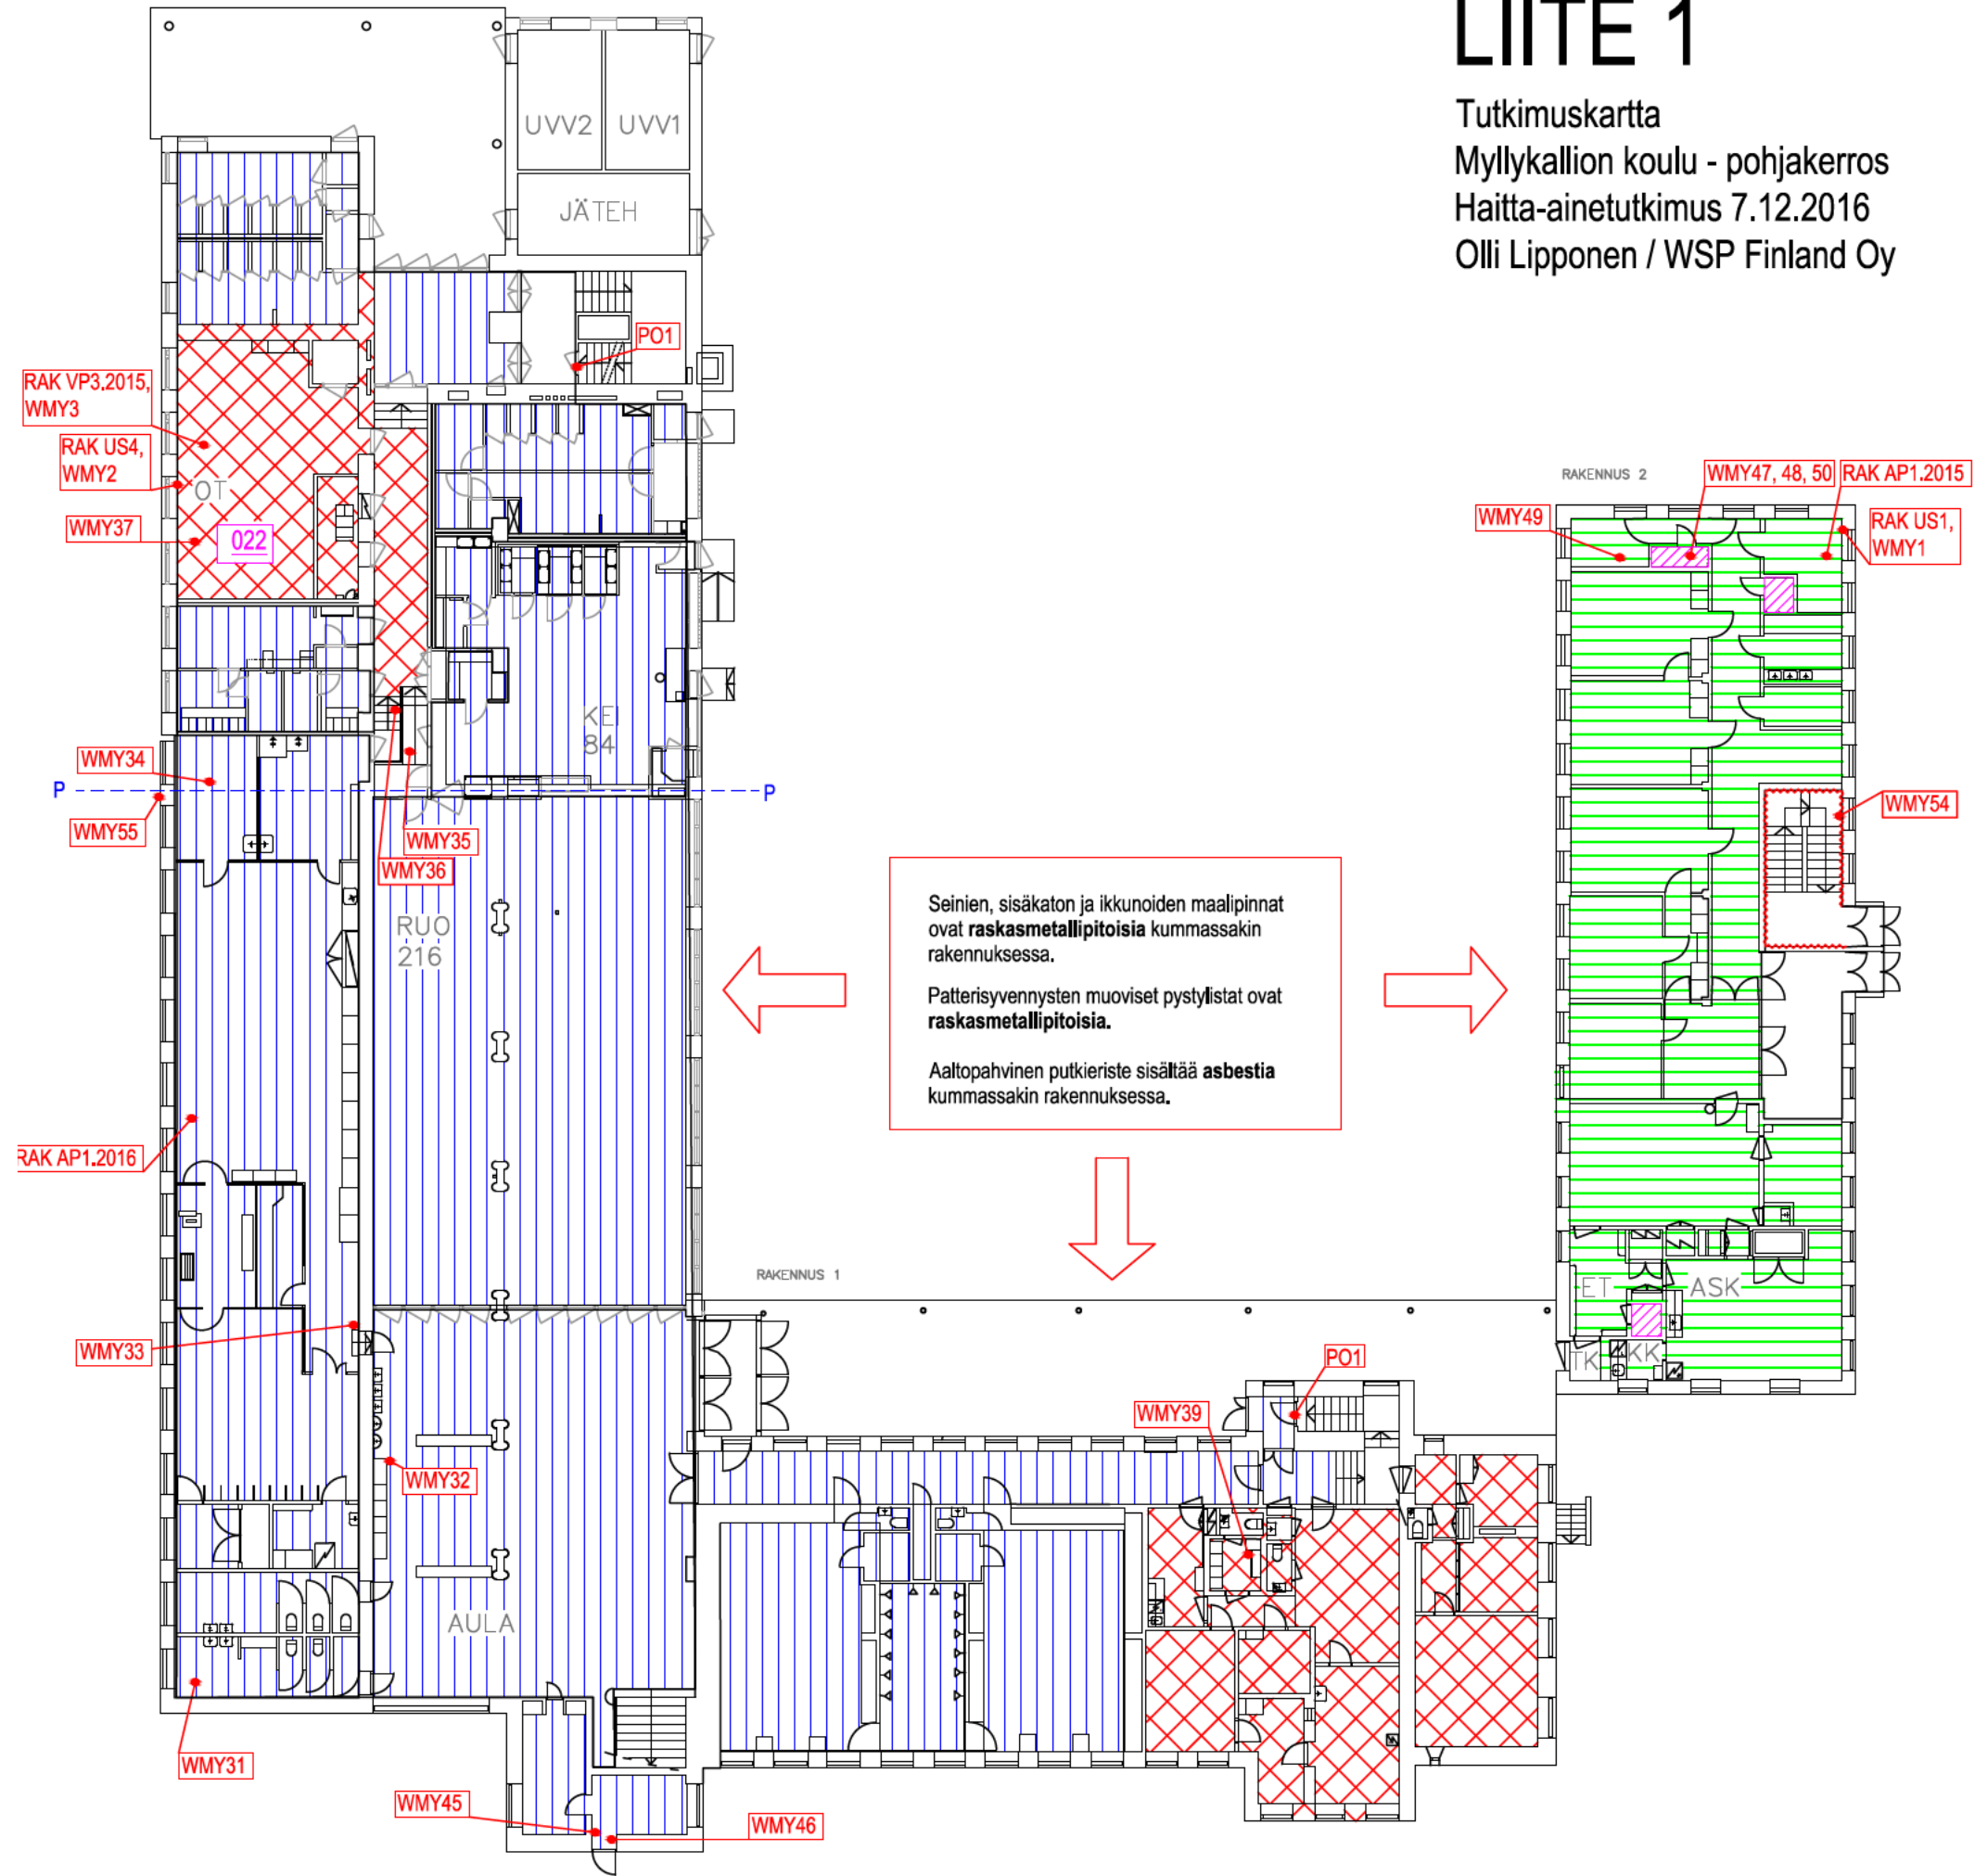 LIITE 1
Tutkimuskartta
Myllykallion koulu - pohjakerros
Haitta-ainetutkimus 7.12.2016
Olli Lipponen / WSP Finland Oy
UVV2
UVV1
JÄTEH
PO1
RAK VP3.2015,
WMY3
RAK US4,
WMY2
OT
WMY37
022
KEI
84
WMY34
P
P
WMY55
WMY35
WMY36
RUO
216
RAK AP1.2016
WMY33
WMY32
AULA
WMY31
WMY45
WMY46
Seinien, sisäkaton ja ikkunoiden maalipinnat
ovat raskasmetallipitoisia kummassakin
rakennuksessa.
Patterisyvennysten muoviset pystylistat ovat
raskasmetallipitoisia.
Aaltopahvinen putkieriste sisältää asbestia
kummassakin rakennuksessa.
RAKENNUS 1
PO1
WMY39
RAKENNUS 2
WMY47, 48, 50
RAK AP1.2015
WMY49
RAK US1,
WMY1
WMY54
ET
ASK
TK
KK